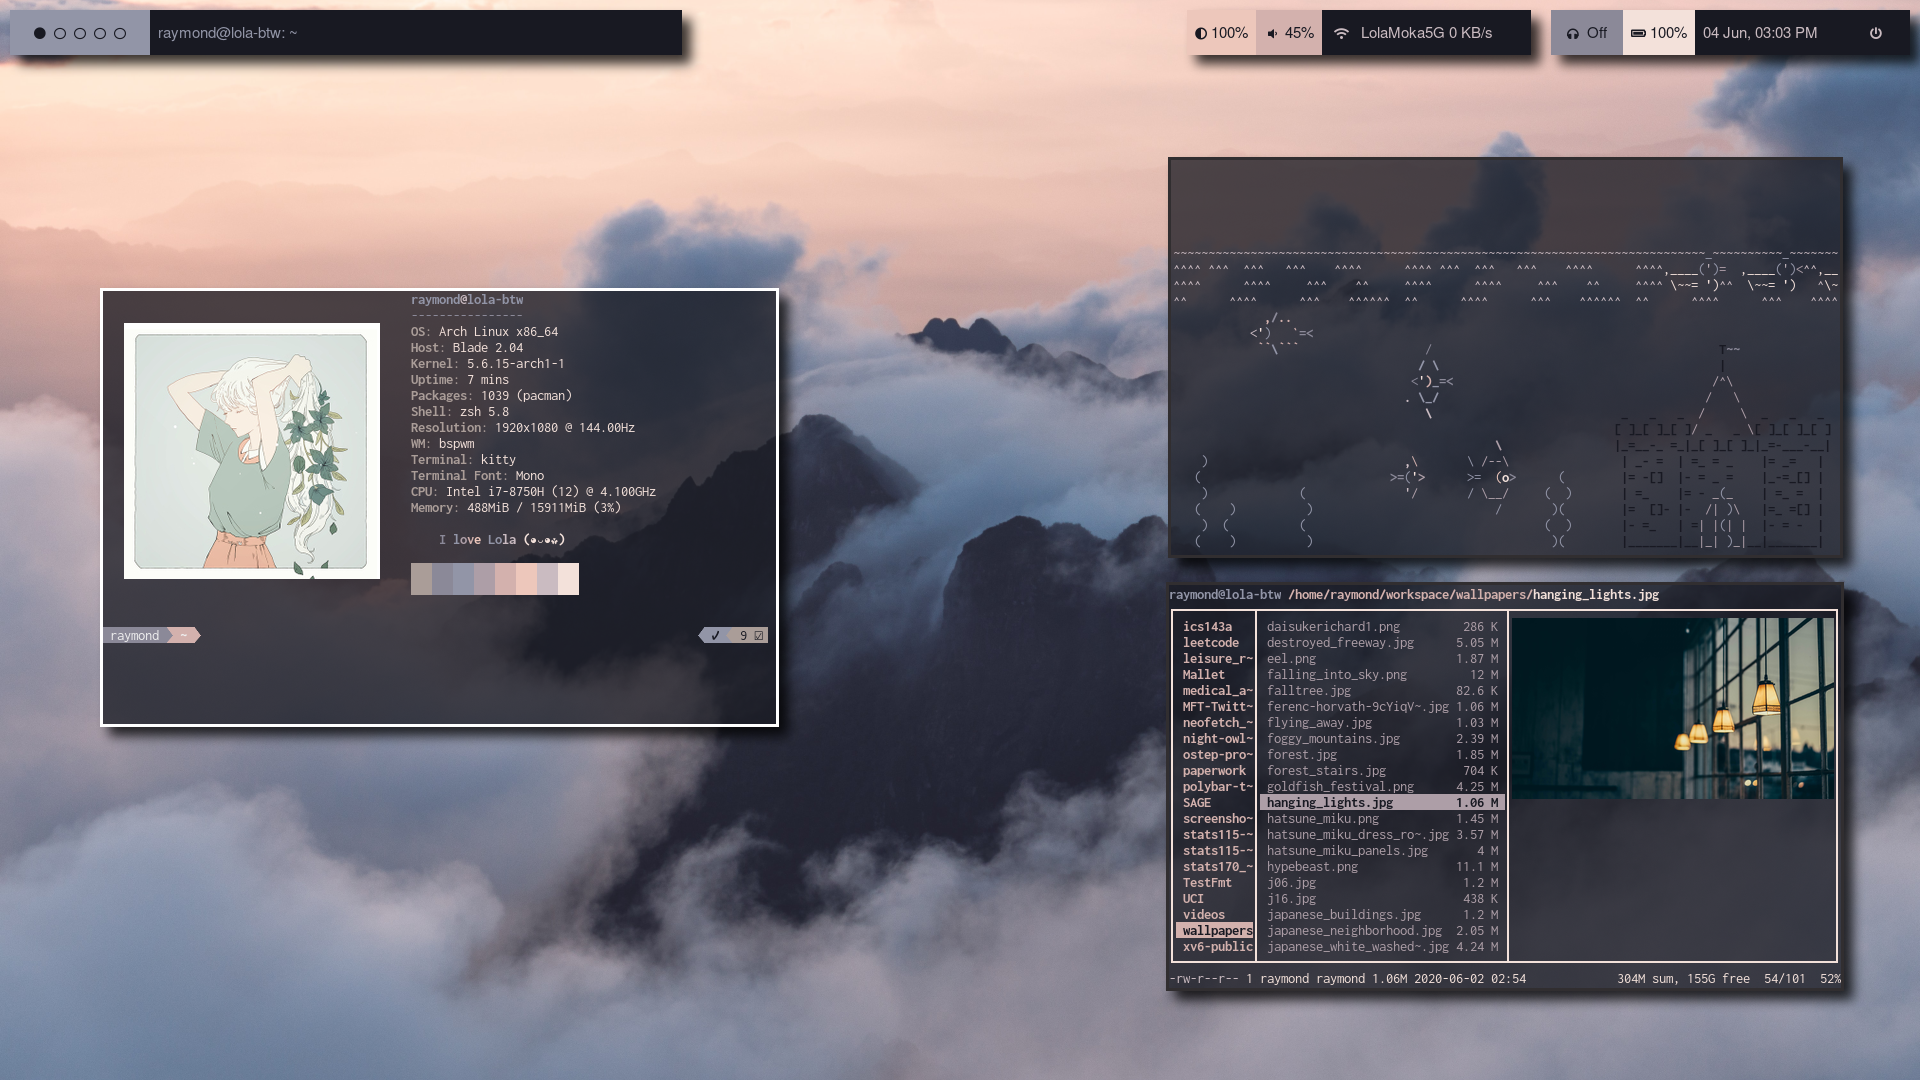 raymond@lola-btw: ~
100%
45%
LolaMoka5G 0 KB/s
Off
100%
04 Jun, 03:03 PM
raymond@lola-btw
----------------
OS: Arch Linux x86_64
Host: Blade 2.04
Kernel: 5.6.15-arch1-1
Uptime: 7 mins
Packages: 1039 (pacman)
Shell: zsh 5.8
Resolution: 1920x1080 @ 144.00Hz
WM: bspwm
Terminal: kitty
Terminal Font: Mono
CPU: Intel i7-8750H (12) @ 4.100GHz
Memory: 488MiB / 15911MiB (3%)
I love Lola
raymond ~
✓ 9 ☑
raymond@lola-btw /home/raymond/workspace/wallpapers/hanging_lights.jpg
ics143a daisukerichard1.png 286 K
leetcode destroyed_freeway.jpg 5.05 M
leisure_r~ eel.png 1.87 M
Mallet falling_into_sky.png 12 M
medical_a~ falltree.jpg 82.6 K
MFT-Twitt~ ferenc-horvath-9cYiqV~.jpg 1.06 M
neofetch_~ flying_away.jpg 1.03 M
night-owl~ foggy_mountains.jpg 2.39 M
ostep-pro~ forest.jpg 1.85 M
paperwork forest_stairs.jpg 704 K
polybar-t~ goldfish_festival.png 4.25 M
SAGE hanging_lights.jpg 1.06 M
screensho~ hatsune_miku.png 1.45 M
stats115-~ hatsune_miku_dress_ro~.jpg 3.57 M
stats115-~ hatsune_miku_panels.jpg 4 M
stats170_~ hypebeast.png 11.1 M
TestFmt j06.jpg 1.2 M
UCI j16.jpg 438 K
videos japanese_buildings.jpg 1.2 M
wallpapers japanese_neighborhood.jpg 2.05 M
xv6-public japanese_white_washed~.jpg 4.24 M
-rw-r--r-- 1 raymond raymond 1.06M 2020-06-02 02:54 304M sum, 155G free 54/101 52%